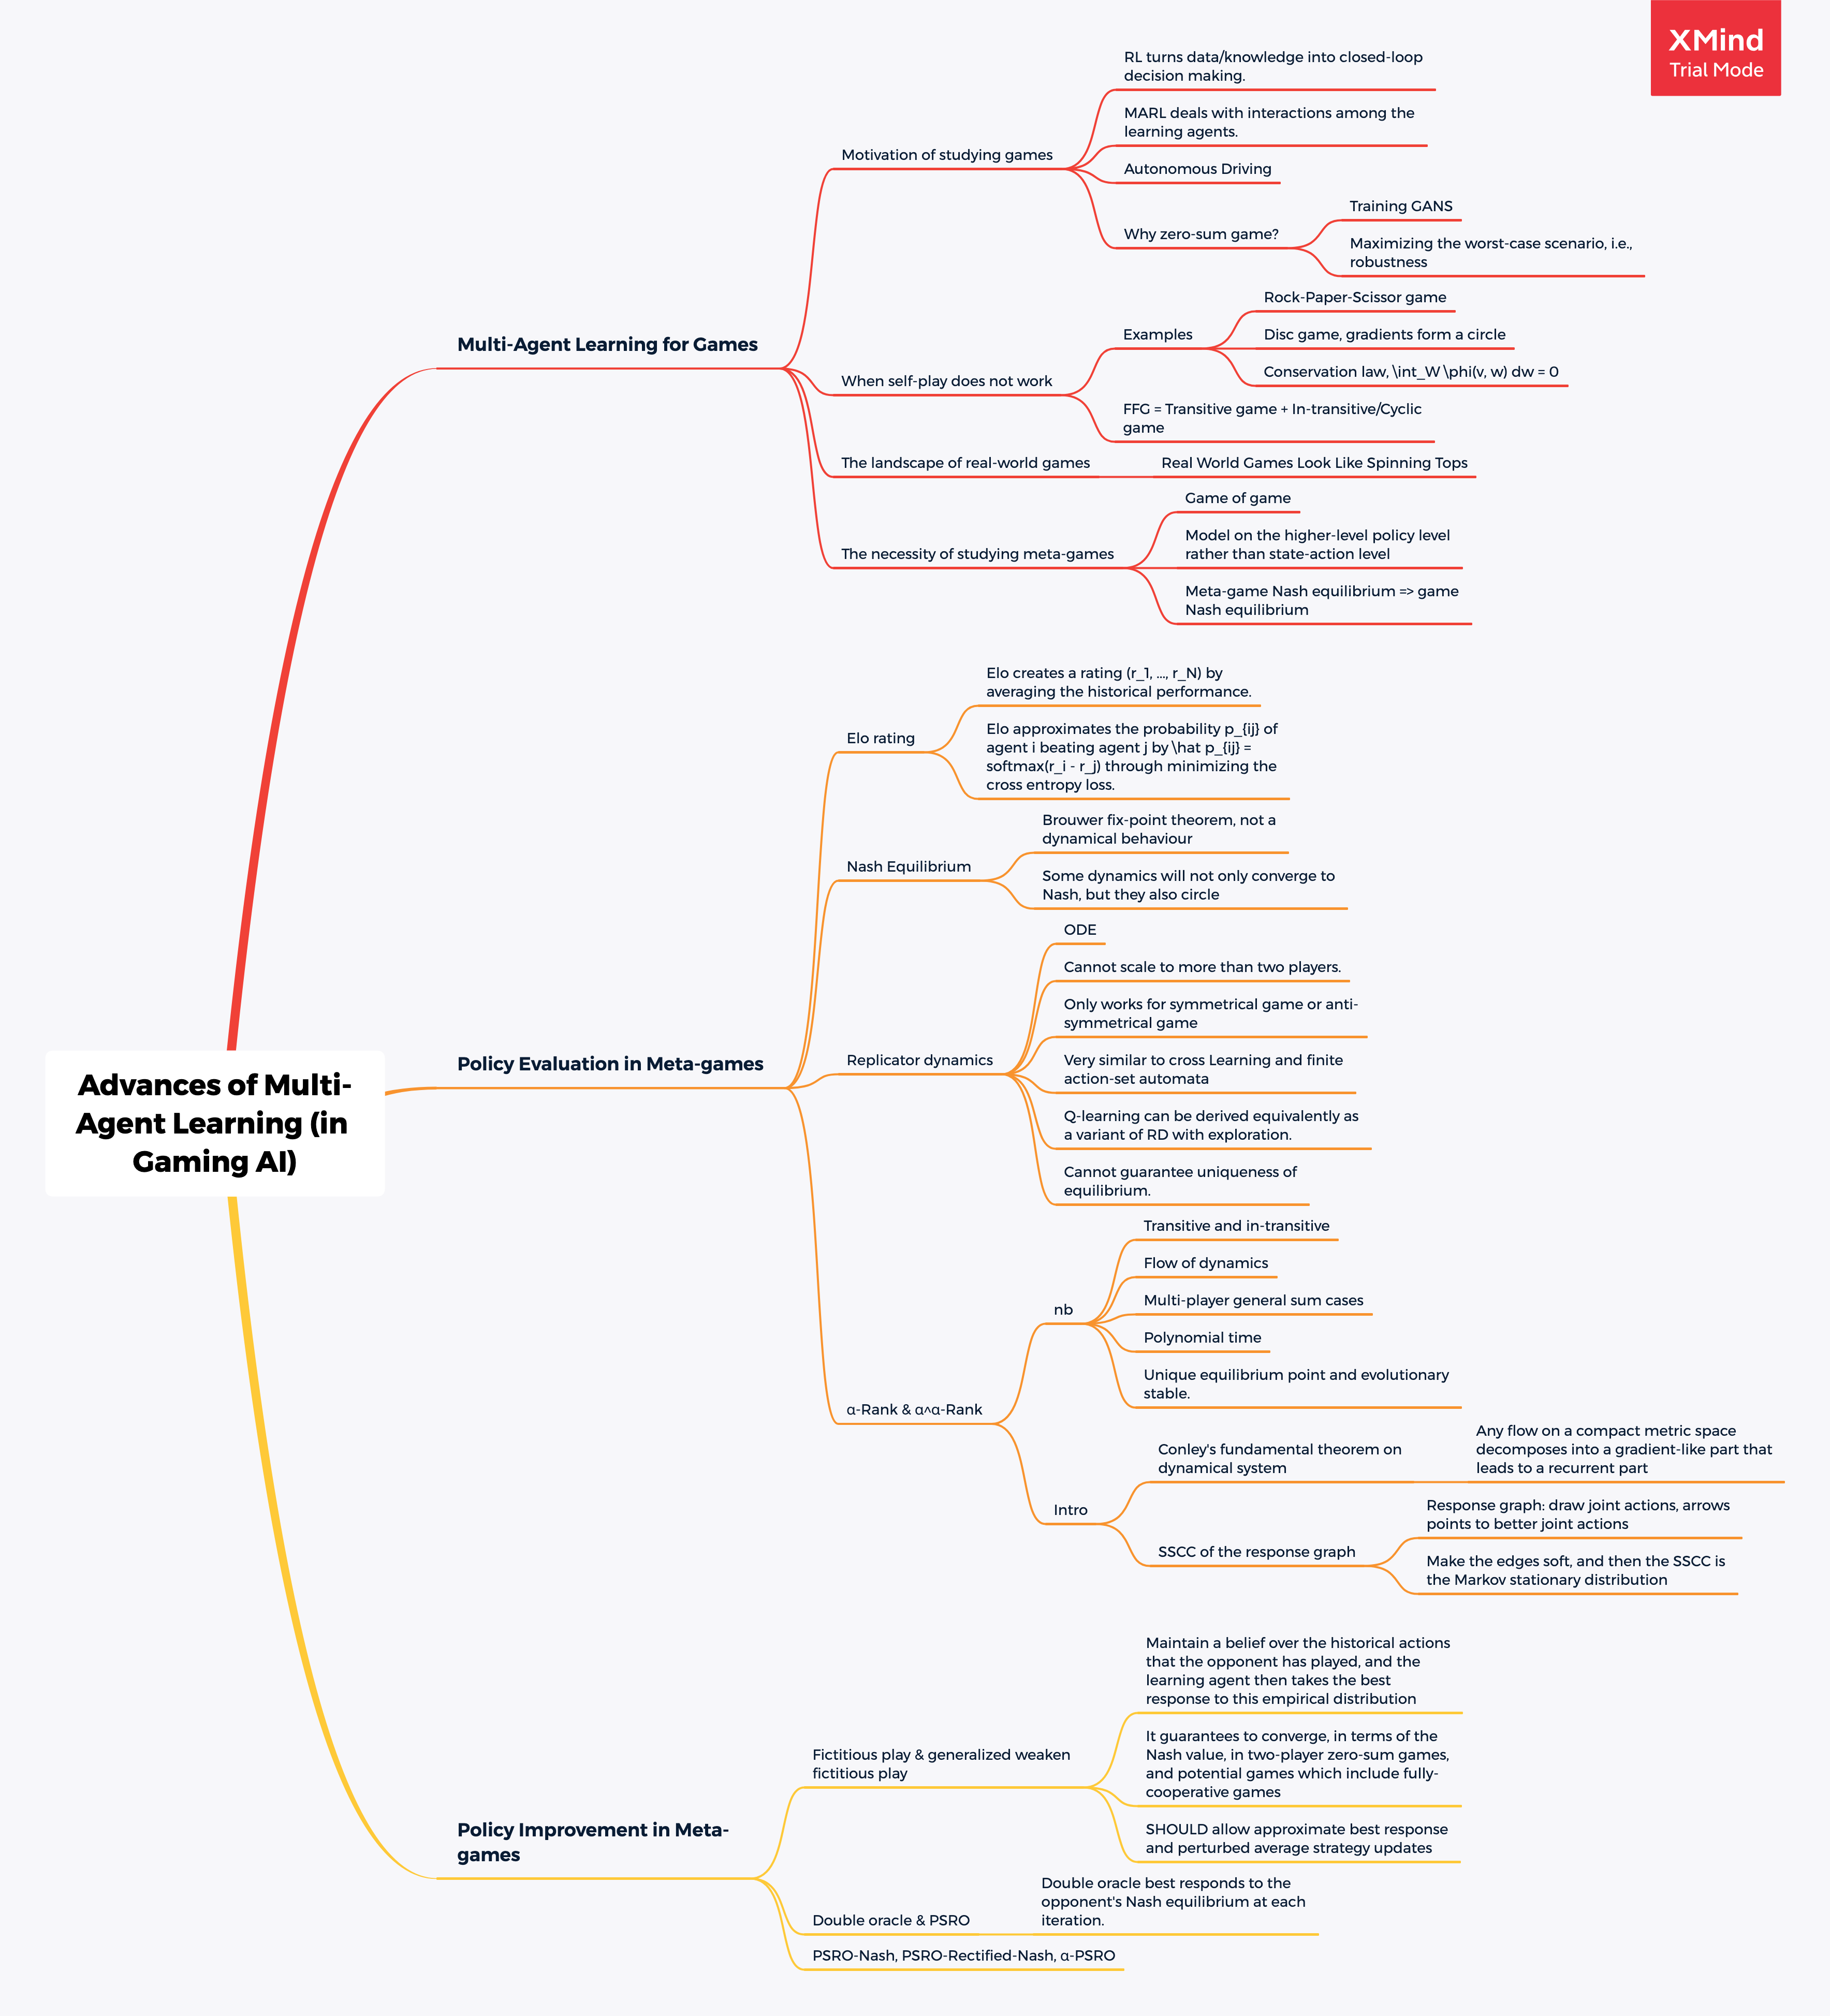 XMind
Trial Mode
RL turns data/knowledge into closed-loop
decision making.
MARL deals with interactions among the
learning agents.
Motivation of studying games
Autonomous Driving
Training GANS
Why zero-sum game?
Maximizing the worst-case scenario, i.e.,
robustness
Rock-Paper-Scissor game
Multi-Agent Learning for Games
Examples
Disc game, gradients form a circle
Conservation law, \int_W \phi(v, w) dw = 0
When self-play does not work
FFG = Transitive game + In-transitive/Cyclic
game
The landscape of real-world games
Real World Games Look Like Spinning Tops
Game of game
Model on the higher-level policy level
rather than state-action level
The necessity of studying meta-games
Meta-game Nash equilibrium => game
Nash equilibrium
Elo creates a rating (r_1, ..., r_N) by
averaging the historical performance.
Elo rating
Elo approximates the probability p_{ij} of
agent i beating agent j by \hat p_{ij} =
softmax(r_i - r_j) through minimizing the
cross entropy loss.
Brouwer fix-point theorem, not a
dynamical behaviour
Nash Equilibrium
Some dynamics will not only converge to
Nash, but they also circle
ODE
Cannot scale to more than two players.
Only works for symmetrical game or anti-
symmetrical game
Policy Evaluation in Meta-games
Replicator dynamics
Very similar to cross Learning and finite
action-set automata
Q-learning can be derived equivalently as
a variant of RD with exploration.
Cannot guarantee uniqueness of
equilibrium.
Advances of Multi-
Agent Learning (in
Gaming AI)
Transitive and in-transitive
Flow of dynamics
nb
Multi-player general sum cases
Polynomial time
Unique equilibrium point and evolutionary
stable.
α-Rank & α^α-Rank
Conley's fundamental theorem on
dynamical system
Any flow on a compact metric space
decomposes into a gradient-like part that
leads to a recurrent part
Intro
SSCC of the response graph
Response graph: draw joint actions, arrows
points to better joint actions
Make the edges soft, and then the SSCC is
the Markov stationary distribution
Maintain a belief over the historical actions
that the opponent has played, and the
learning agent then takes the best
response to this empirical distribution
Fictitious play & generalized weaken
fictitious play
It guarantees to converge, in terms of the
Nash value, in two-player zero-sum games,
and potential games which include fully-
cooperative games
SHOULD allow approximate best response
and perturbed average strategy updates
Policy Improvement in Meta-
games
Double oracle & PSRO
Double oracle best responds to the
opponent's Nash equilibrium at each
iteration.
PSRO-Nash, PSRO-Rectified-Nash, α-PSRO